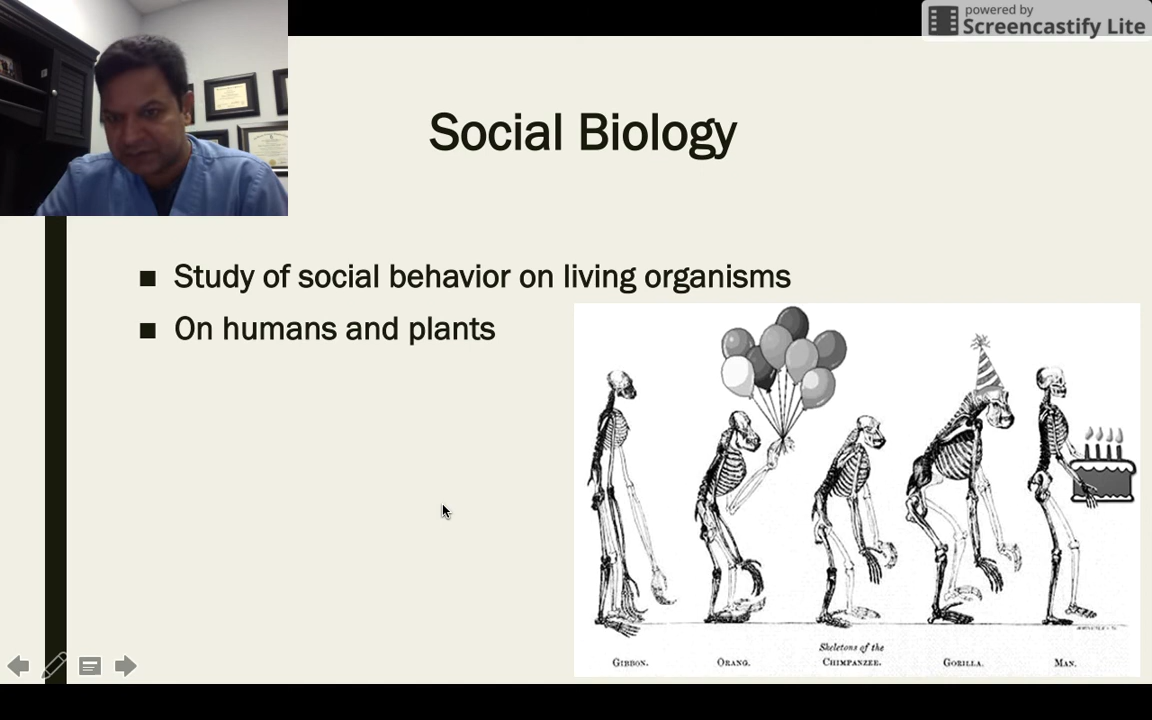 powered by
Screencastify Lite
Social Biology
■ Study of social behavior on living organisms
■ On humans and plants
Skeletons of the
GIBBON. ORANG. CHIMPANZEE. GORILLA. MAN.